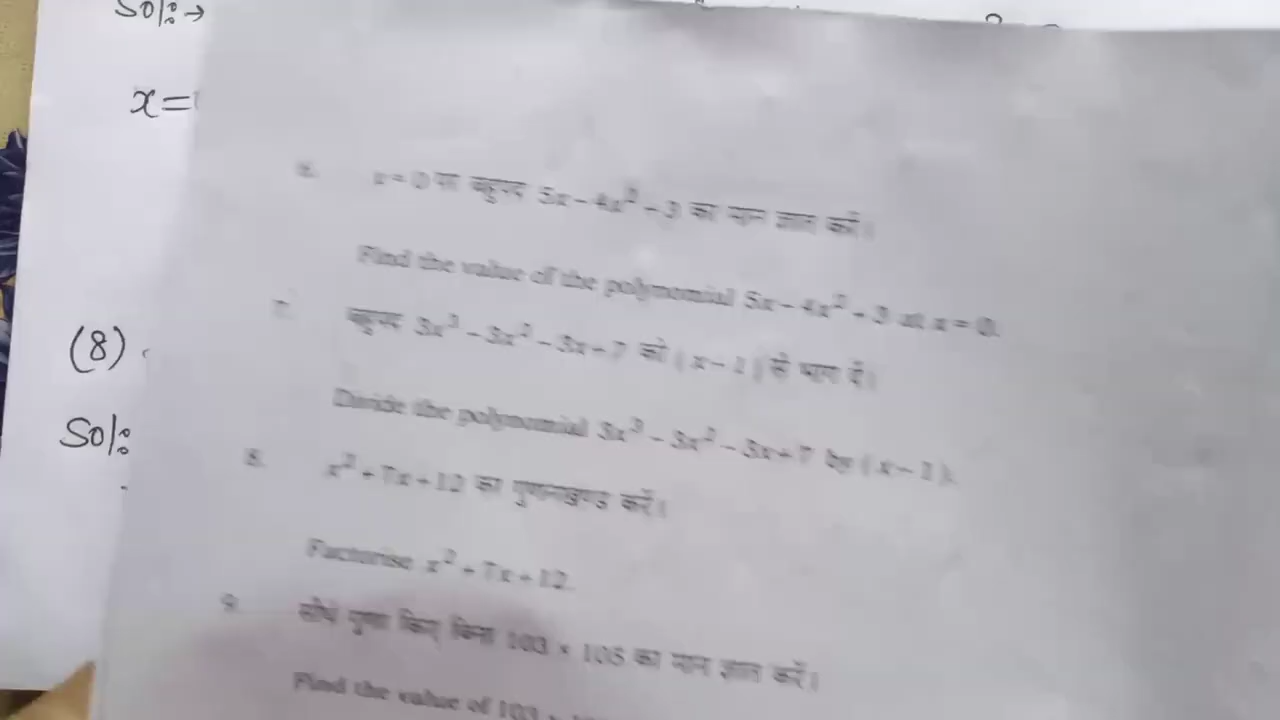 Sol:→
x=
6. x = 0 पर बहुपद 5x – 4x² + 3 का मान ज्ञात करें।
Find the value of the polynomial 5x – 4x² + 3 at x = 0.
7. बहुपद 3x³ – 3x² – 3x + 7 को ( x – 1 ) से भाग दें।
Divide the polynomial 3x³ – 3x² – 3x + 7 by ( x – 1 ).
(8)
8. x² + 7x + 12 का गुणनखण्ड करें।
Sol:
Factorise x² + 7x + 12.
9. सीधे गुणा किए बिना 103 × 105 का मान ज्ञात करें।
Find the value of 103 ×